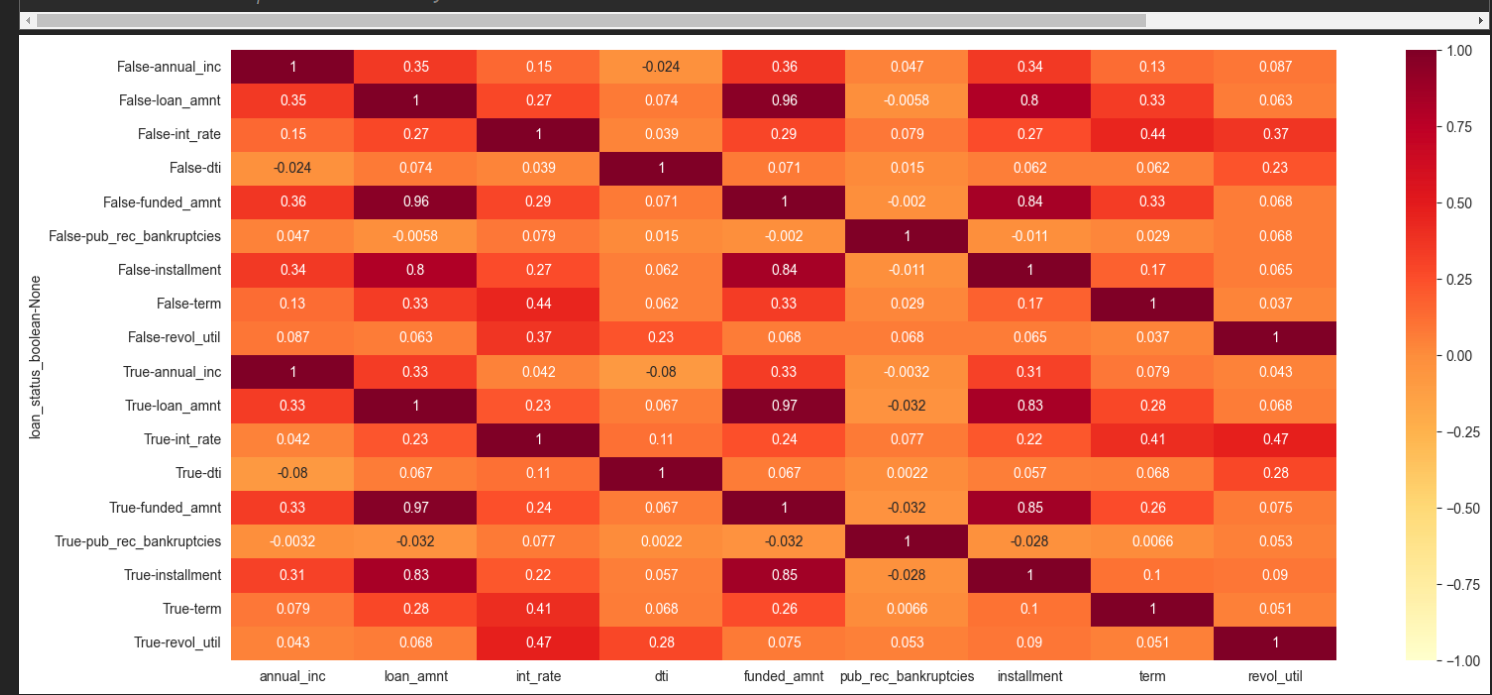 False-annual_inc 1 0.35 0.15 -0.024 0.36 0.047 0.34 0.13 0.087
False-loan_amnt 0.35 1 0.27 0.074 0.96 -0.0058 0.8 0.33 0.063
False-int_rate 0.15 0.27 1 0.039 0.29 0.079 0.27 0.44 0.37
False-dti -0.024 0.074 0.039 1 0.071 0.015 0.062 0.062 0.23
False-funded_amnt 0.36 0.96 0.29 0.071 1 -0.002 0.84 0.33 0.068
False-pub_rec_bankruptcies 0.047 -0.0058 0.079 0.015 -0.002 1 -0.011 0.029 0.068
False-installment 0.34 0.8 0.27 0.062 0.84 -0.011 1 0.17 0.065
False-term 0.13 0.33 0.44 0.062 0.33 0.029 0.17 1 0.037
False-revol_util 0.087 0.063 0.37 0.23 0.068 0.068 0.065 0.037 1
True-annual_inc 1 0.33 0.042 -0.08 0.33 -0.0032 0.31 0.079 0.043
True-loan_amnt 0.33 1 0.23 0.067 0.97 -0.032 0.83 0.28 0.068
True-int_rate 0.042 0.23 1 0.11 0.24 0.077 0.22 0.41 0.47
True-dti -0.08 0.067 0.11 1 0.067 0.0022 0.057 0.068 0.28
True-funded_amnt 0.33 0.97 0.24 0.067 1 -0.032 0.85 0.26 0.075
True-pub_rec_bankruptcies -0.0032 -0.032 0.077 0.0022 -0.032 1 -0.028 0.0066 0.053
True-installment 0.31 0.83 0.22 0.057 0.85 -0.028 1 0.1 0.09
True-term 0.079 0.28 0.41 0.068 0.26 0.0066 0.1 1 0.051
True-revol_util 0.043 0.068 0.47 0.28 0.075 0.053 0.09 0.051 1
annual_inc loan_amnt int_rate dti funded_amnt pub_rec_bankruptcies installment term revol_util
loan_status_boolean-None
1.00
0.75
0.50
0.25
0.00
−0.25
−0.50
−0.75
−1.00